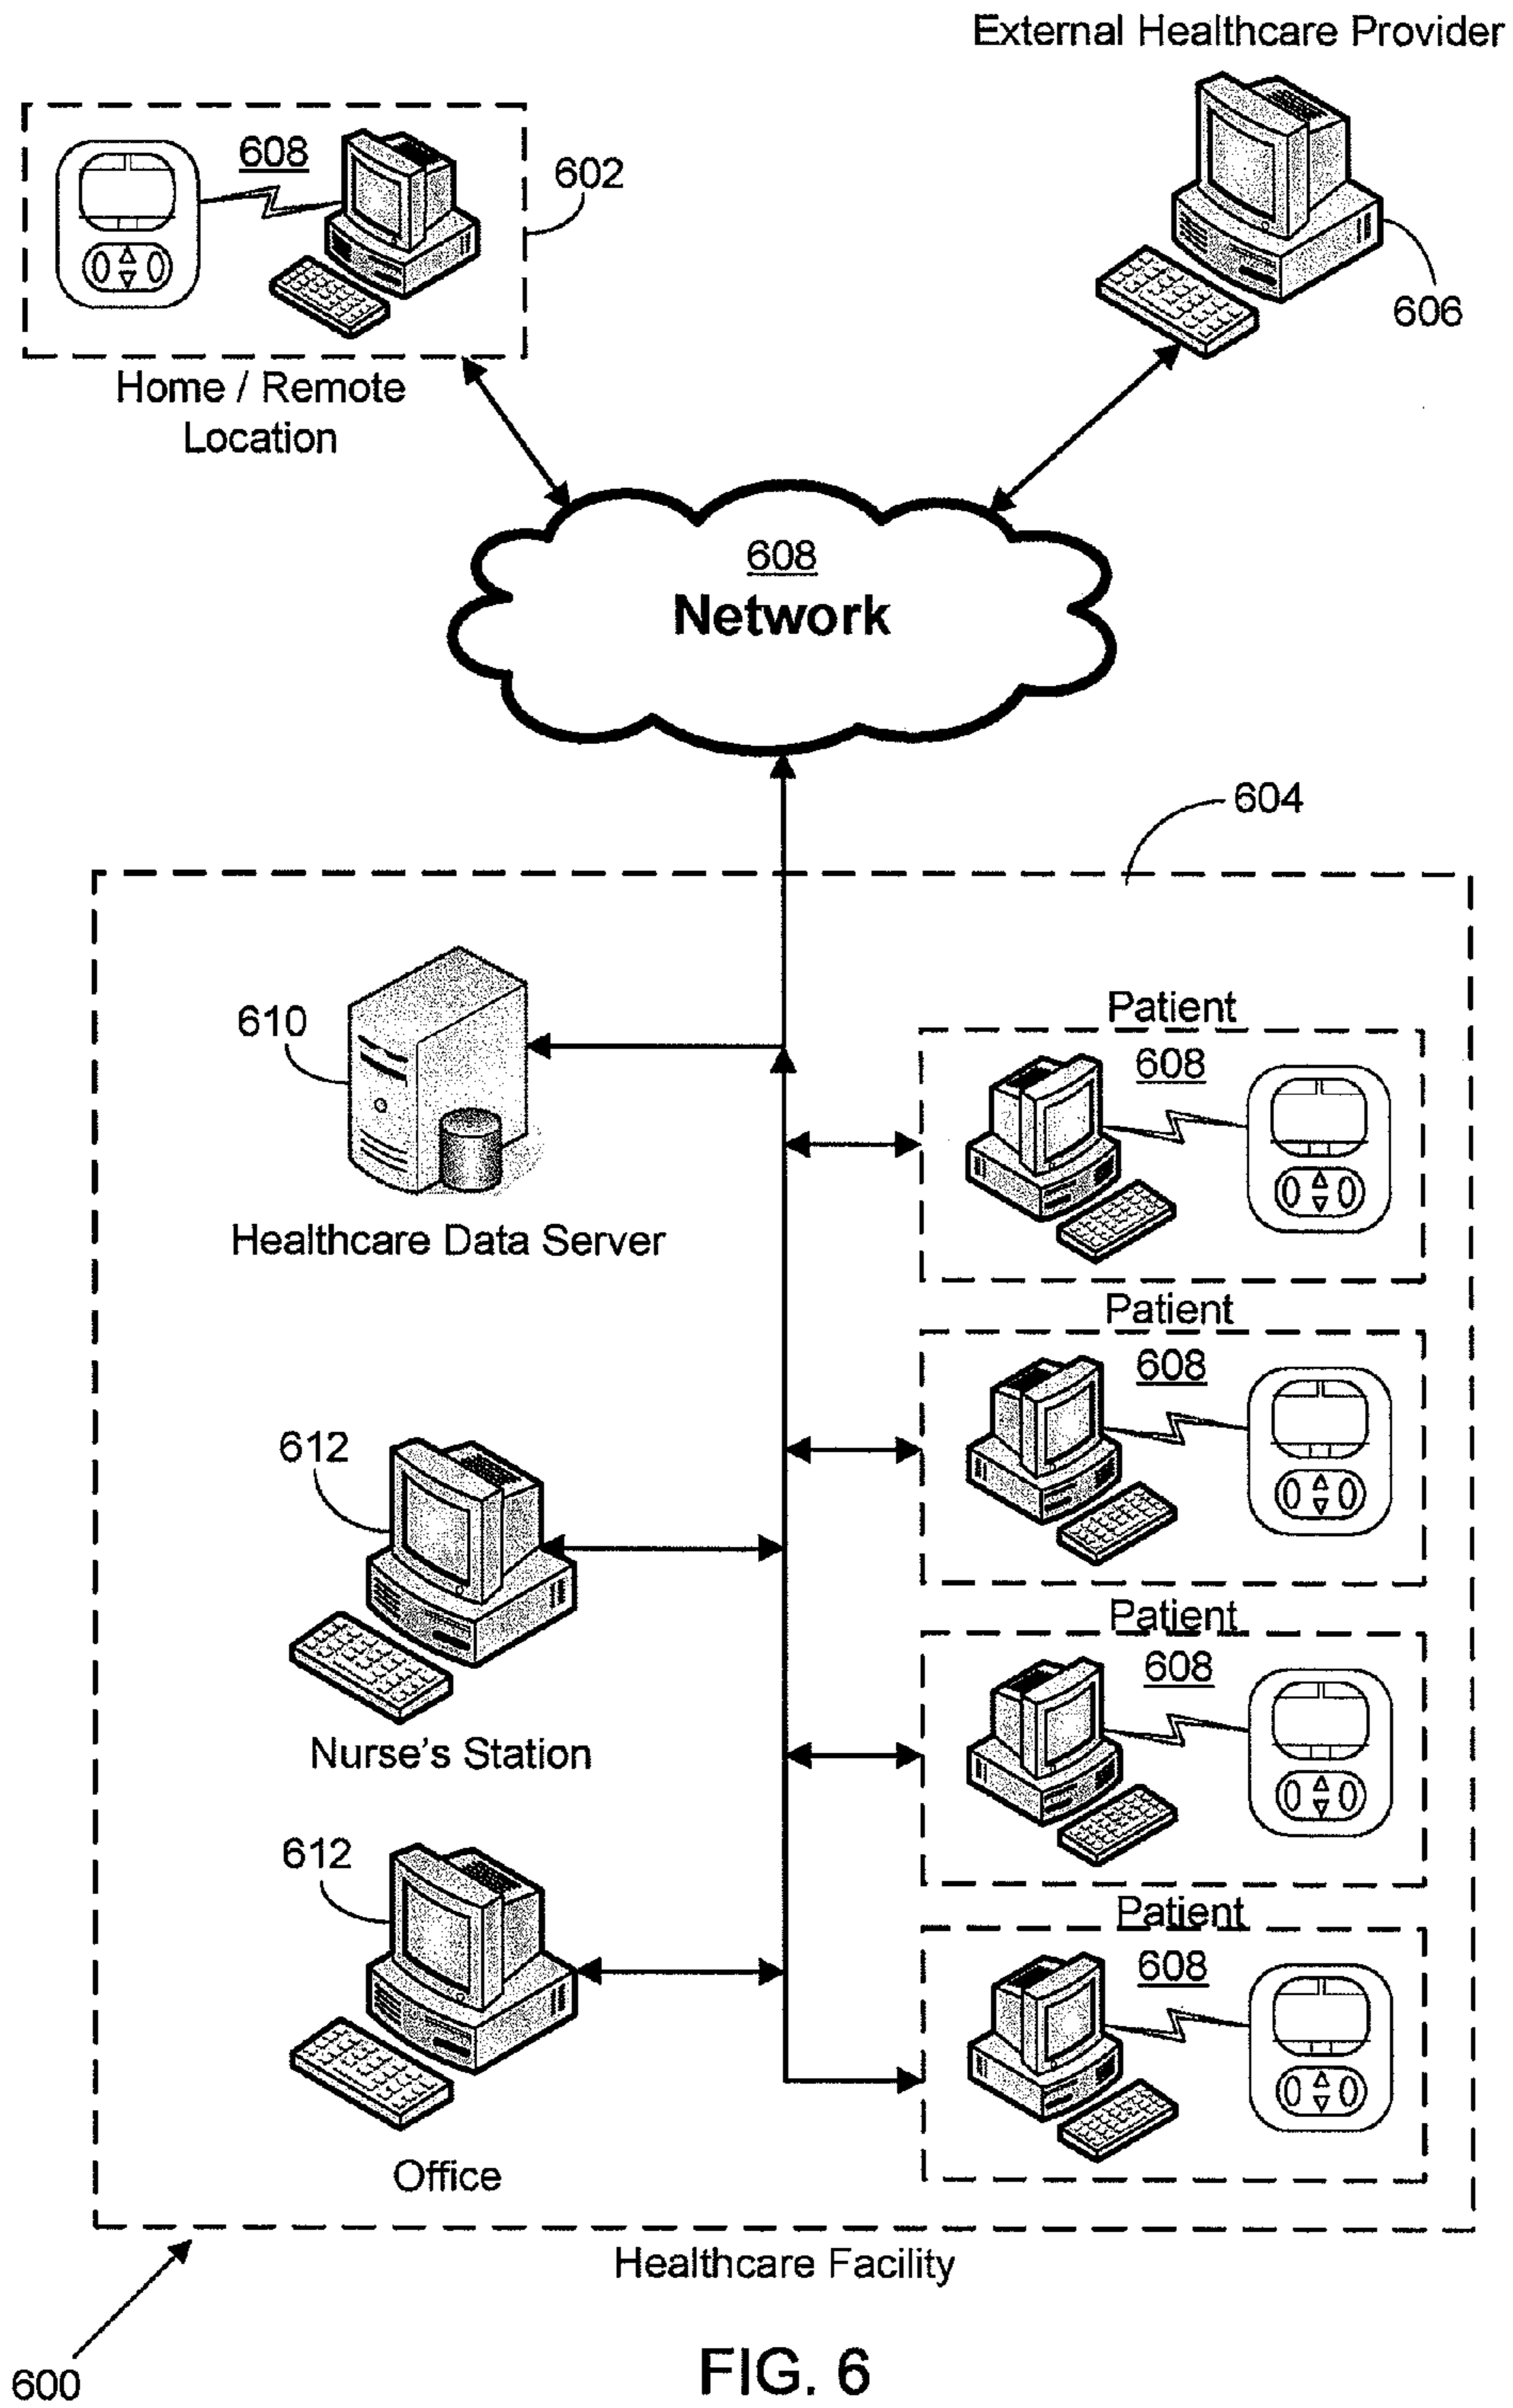 External Healthcare Provider
608
602
606
Home / Remote
Location
608
Network
604
610
Healthcare Data Server
Patient
608
Patient
608
612
Nurse's Station
Patient
608
612
Office
Patient
608
Healthcare Facility
600
FIG. 6